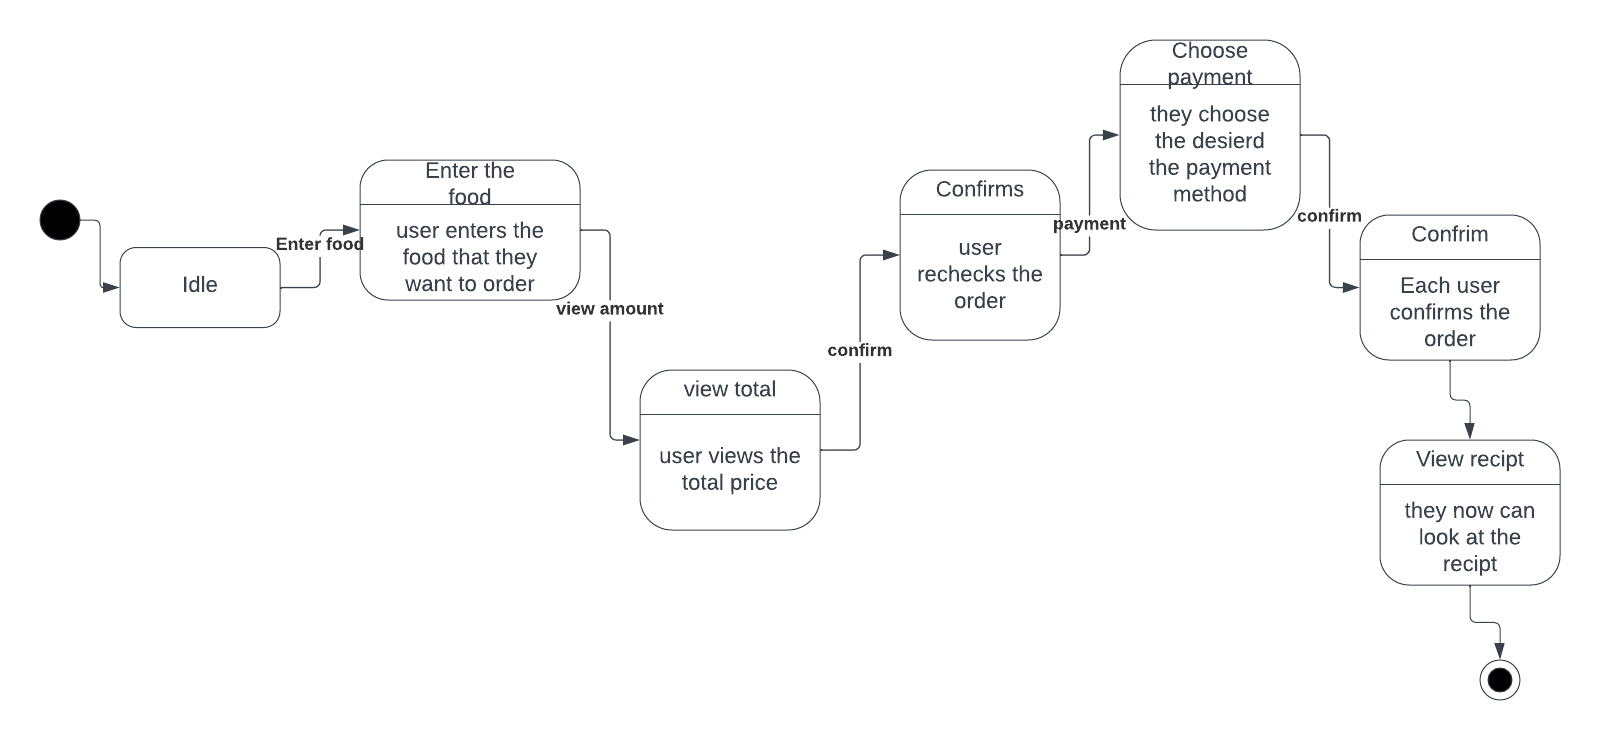 Idle
Enter food
Enter the
food
user enters the
food that they
want to order
view amount
view total
user views the
total price
confirm
Confirms
user
rechecks the
order
payment
Choose
payment
they choose
the desierd
the payment
method
confirm
Confrim
Each user
confirms the
order
View recipt
they now can
look at the
recipt